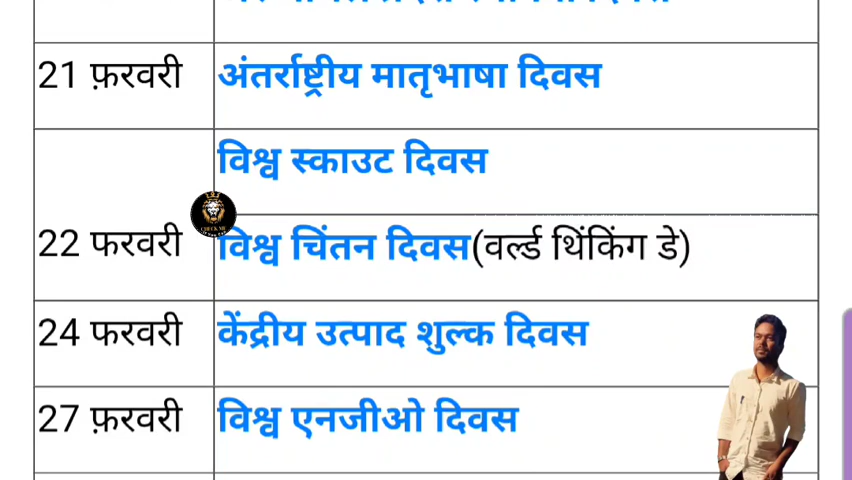 21 फ़रवरी अंतर्राष्ट्रीय मातृभाषा दिवस
विश्व स्काउट दिवस
22 फरवरी विश्व चिंतन दिवस(वर्ल्ड थिंकिंग डे)
24 फरवरी केंद्रीय उत्पाद शुल्क दिवस
27 फ़रवरी विश्व एनजीओ दिवस